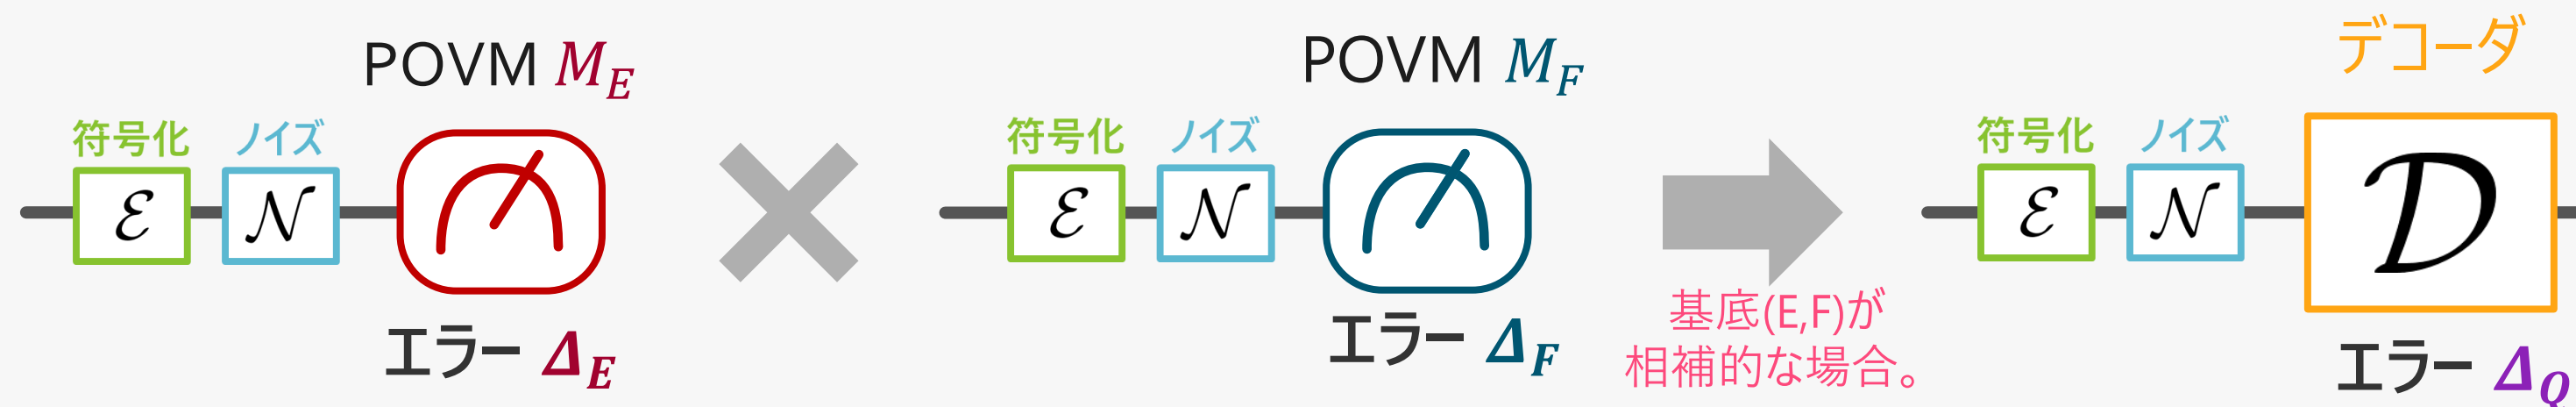 POVM M_E
符号化 ノイズ
ℰ 𝒩
エラー Δ_E
POVM M_F
符号化 ノイズ
ℰ 𝒩
エラー Δ_F
基底(E,F)が
相補的な場合。
デコーダ
符号化 ノイズ
ℰ 𝒩 𝒟
エラー Δ_Q